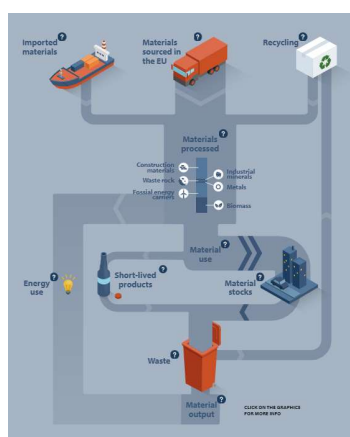 Imported
materials
?
Materials
sourced in
the EU
?
Recycling
?
Materials
processed
?
Construction
materials
Waste rock
Fossial energy
carriers
Industrial
minerals
Metals
Biomass
Material
use
?
Energy
use
?
Short-lived
products
?
Material
stocks
?
Waste
?
Material
output
?
CLICK ON THE GRAPHICS
FOR MORE INFO